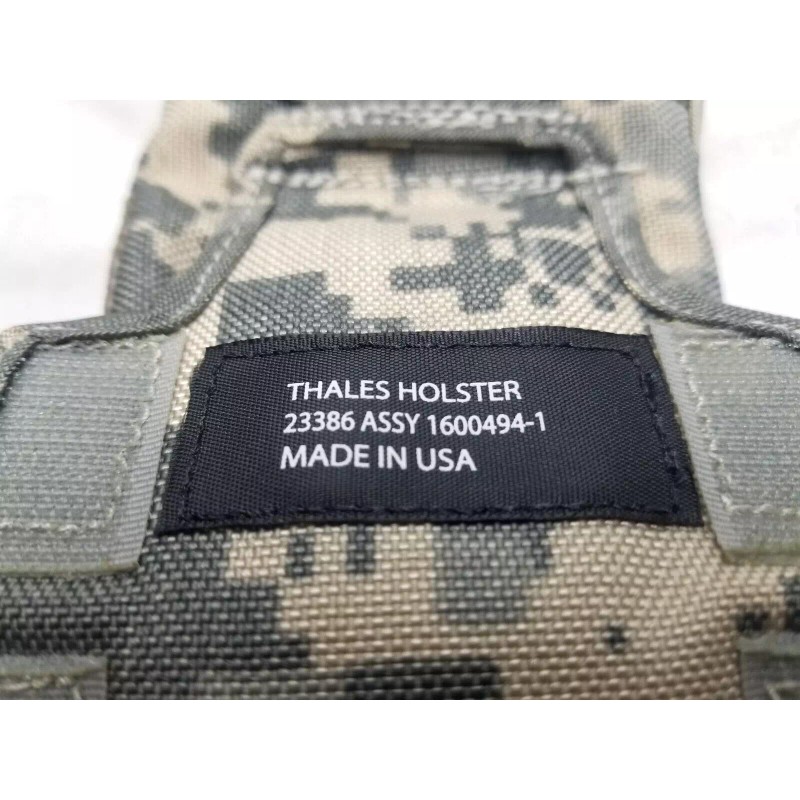 THALES HOLSTER
23386 ASSY 1600494-1
MADE IN USA